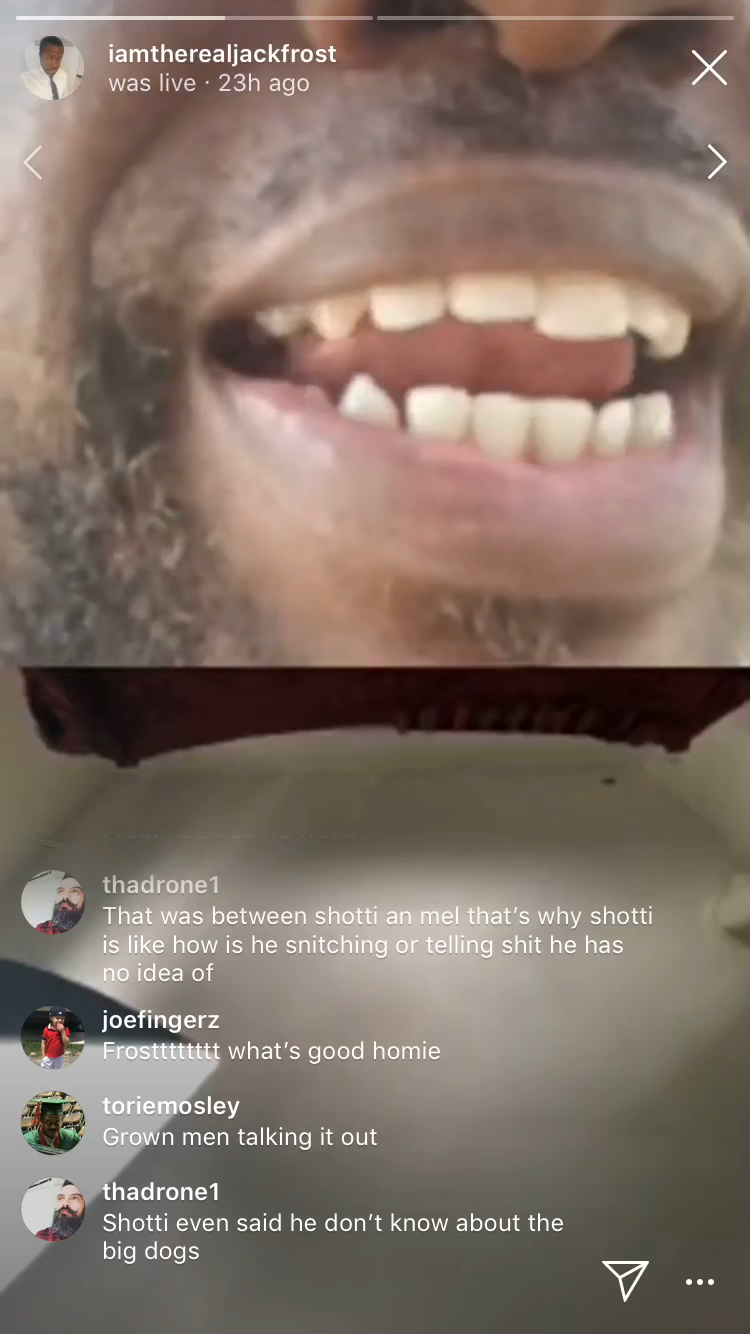 iamtherealjackfrost
was live · 23h ago
thadrone1
That was between shotti an mel that's why shotti
is like how is he snitching or telling shit he has
no idea of
joefingerz
Frosttttttttt what's good homie
toriemosley
Grown men talking it out
thadrone1
Shotti even said he don't know about the
big dogs